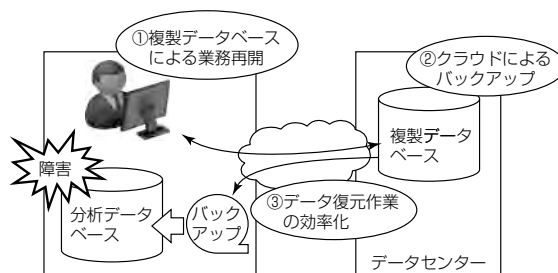 ①複製データベース
による業務再開
②クラウドによる
バックアップ
複製データ
ベース
障害
分析データ
ベース
バック
アップ
③データ復元作業
の効率化
データセンター